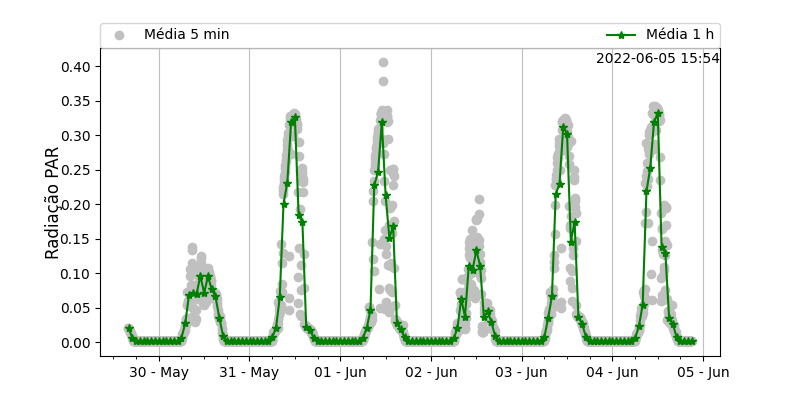 Média 5 min
Média 1 h
2022-06-05 15:54
Radiação PAR
0.40
0.35
0.30
0.25
0.20
0.15
0.10
0.05
0.00
30 - May
31 - May
01 - Jun
02 - Jun
03 - Jun
04 - Jun
05 - Jun